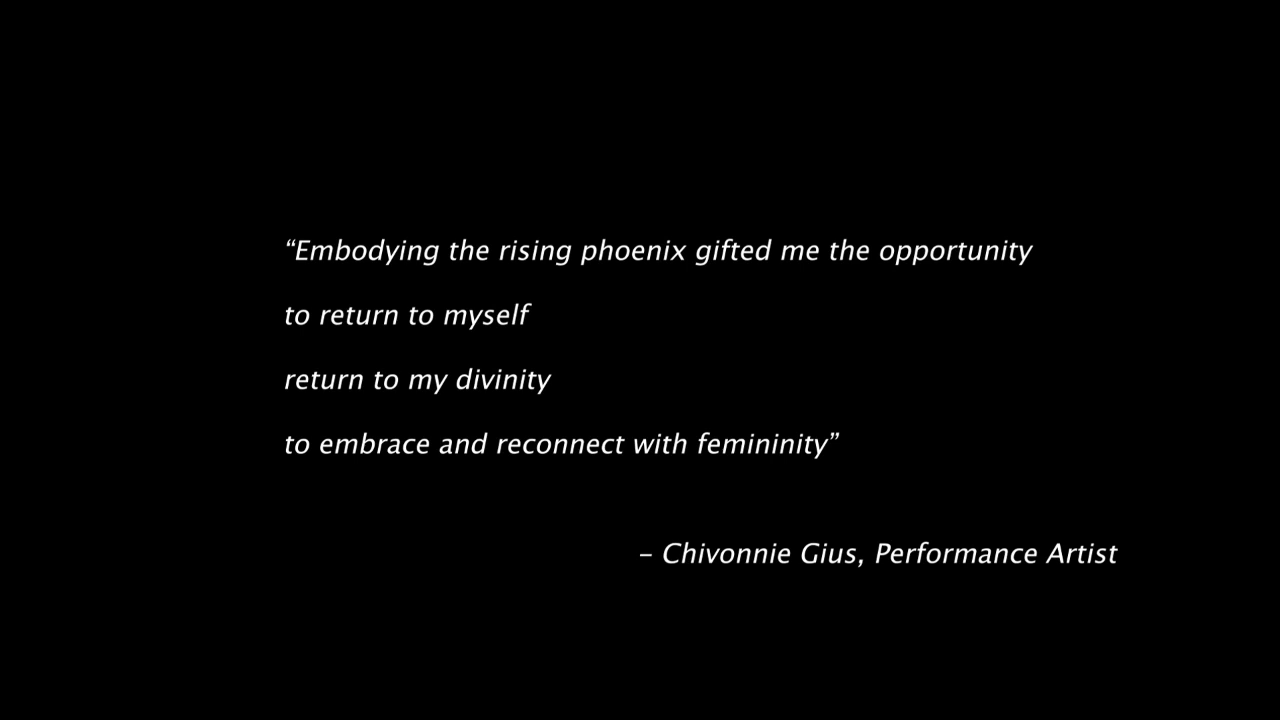 “Embodying the rising phoenix gifted me the opportunity
to return to myself
return to my divinity
to embrace and reconnect with femininity”
– Chivonnie Gius, Performance Artist